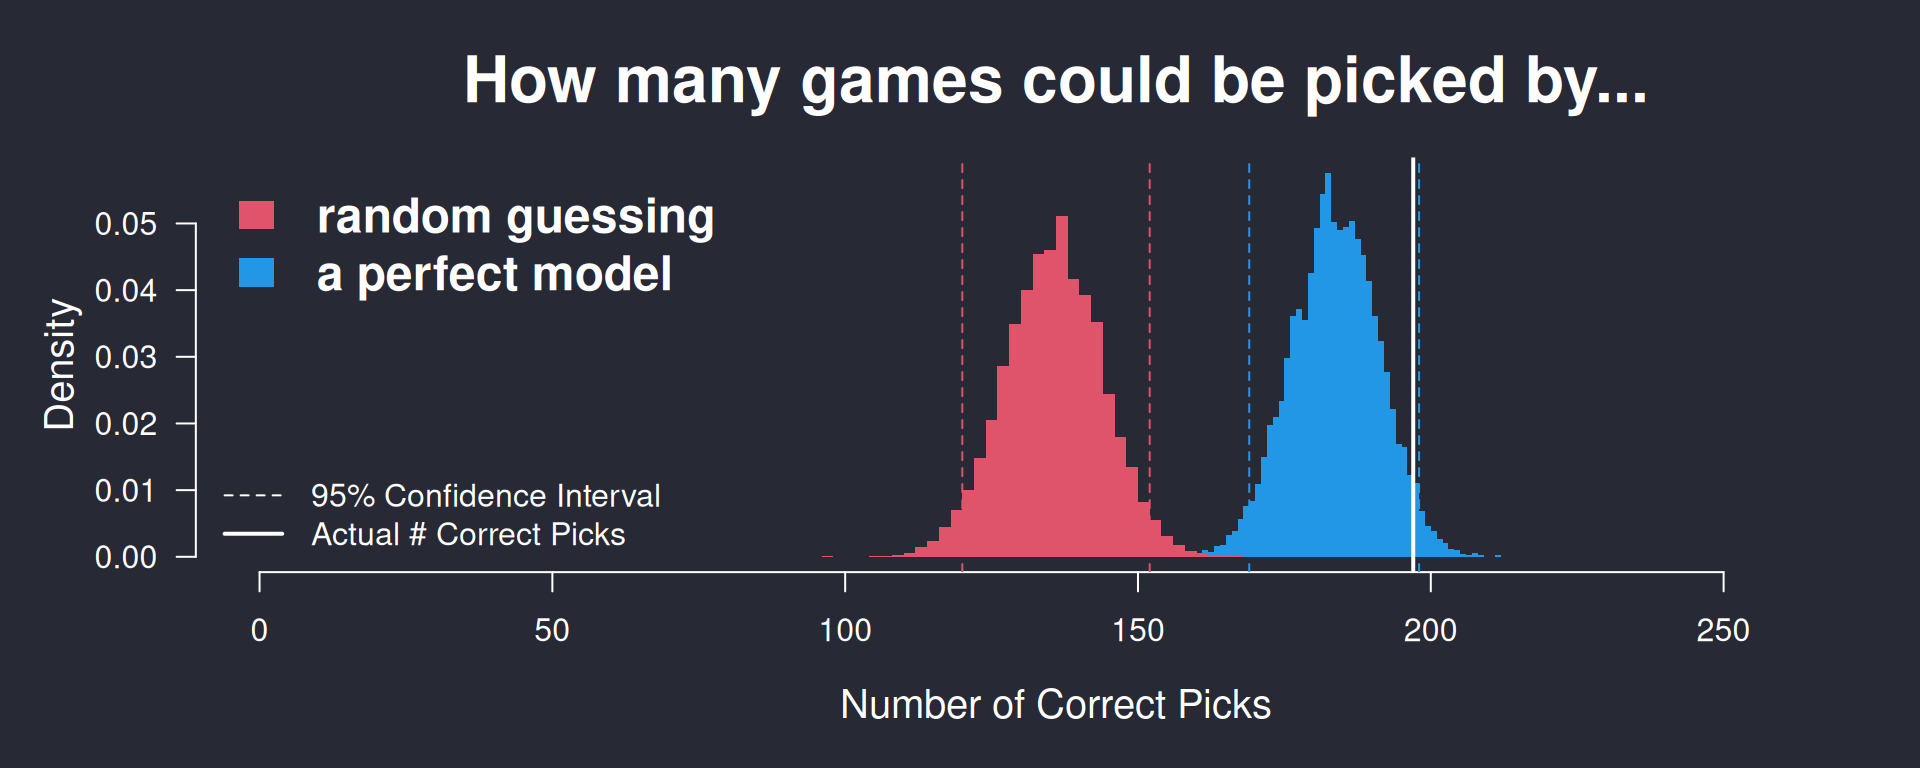 How many games could be picked by...
random guessing
a perfect model
Density
0.05
0.04
0.03
0.02
0.01
0.00
95% Confidence Interval
Actual # Correct Picks
0 50 100 150 200 250
Number of Correct Picks